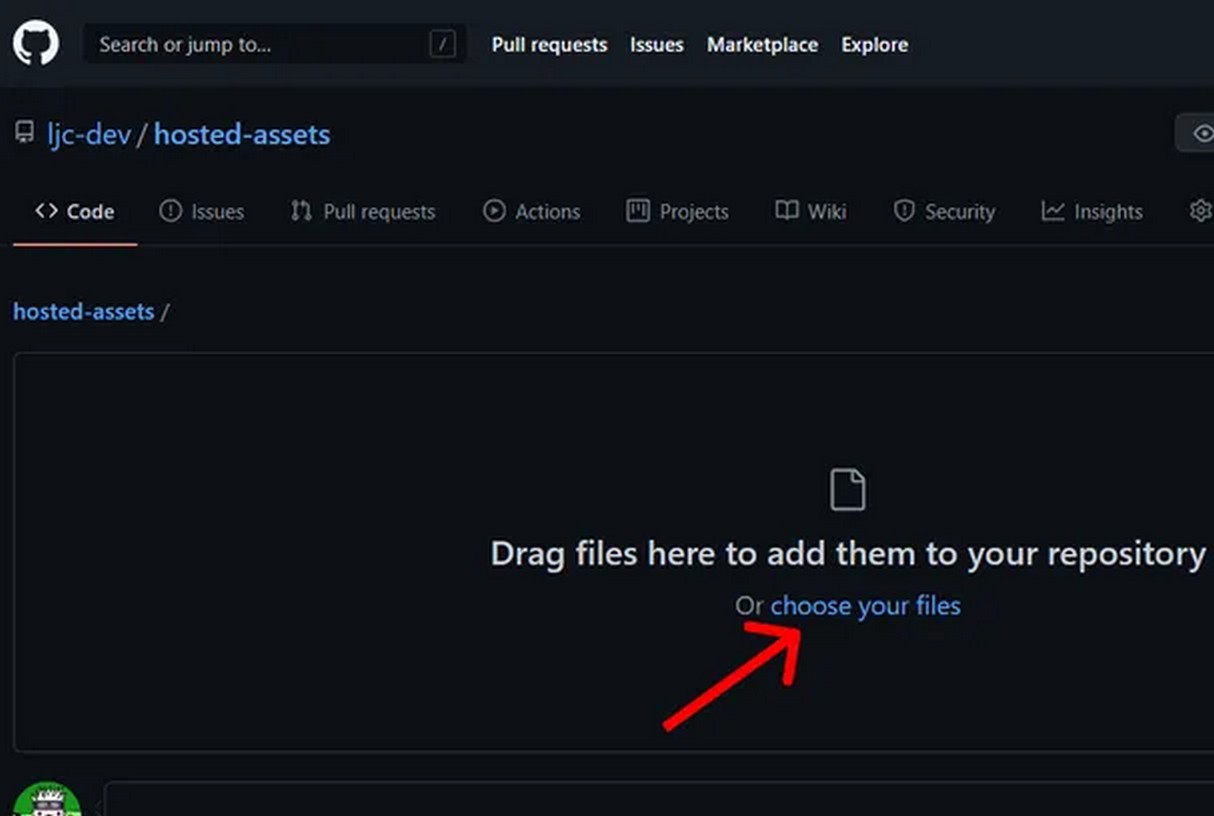 Search or jump to... /
Pull requests Issues Marketplace Explore
ljc-dev / hosted-assets
Code Issues Pull requests Actions Projects Wiki Security Insights
hosted-assets /
Drag files here to add them to your repository
Or choose your files